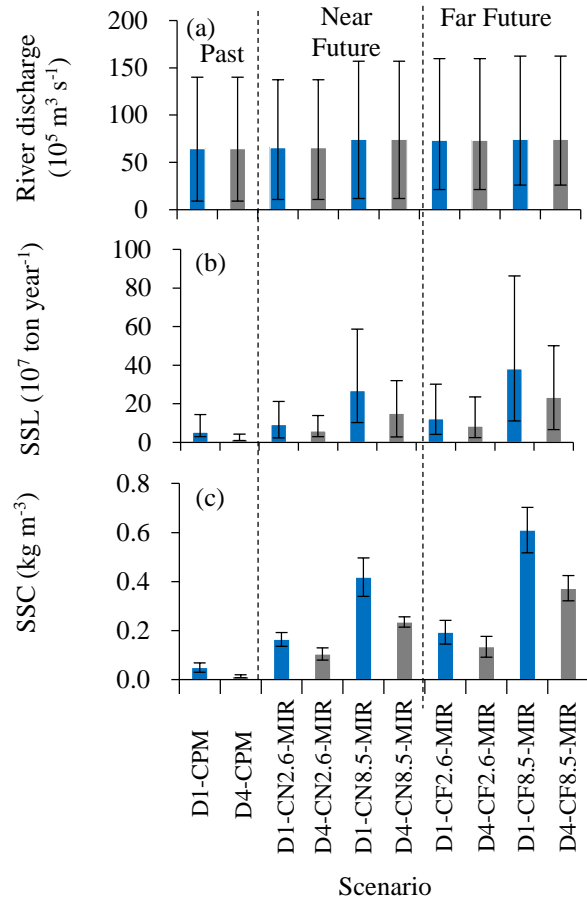 (a)
Past
Near
Future
Far Future
River discharge
(10⁵ m³ s⁻¹)
200
150
100
50
0
(b)
SSL (10⁷ ton year⁻¹)
100
80
60
40
20
0
(c)
SSC (kg m⁻³)
0.8
0.6
0.4
0.2
0.0
D1-CPM
D4-CPM
D1-CN2.6-MIR
D4-CN2.6-MIR
D1-CN8.5-MIR
D4-CN8.5-MIR
D1-CF2.6-MIR
D4-CF2.6-MIR
D1-CF8.5-MIR
D4-CF8.5-MIR
Scenario